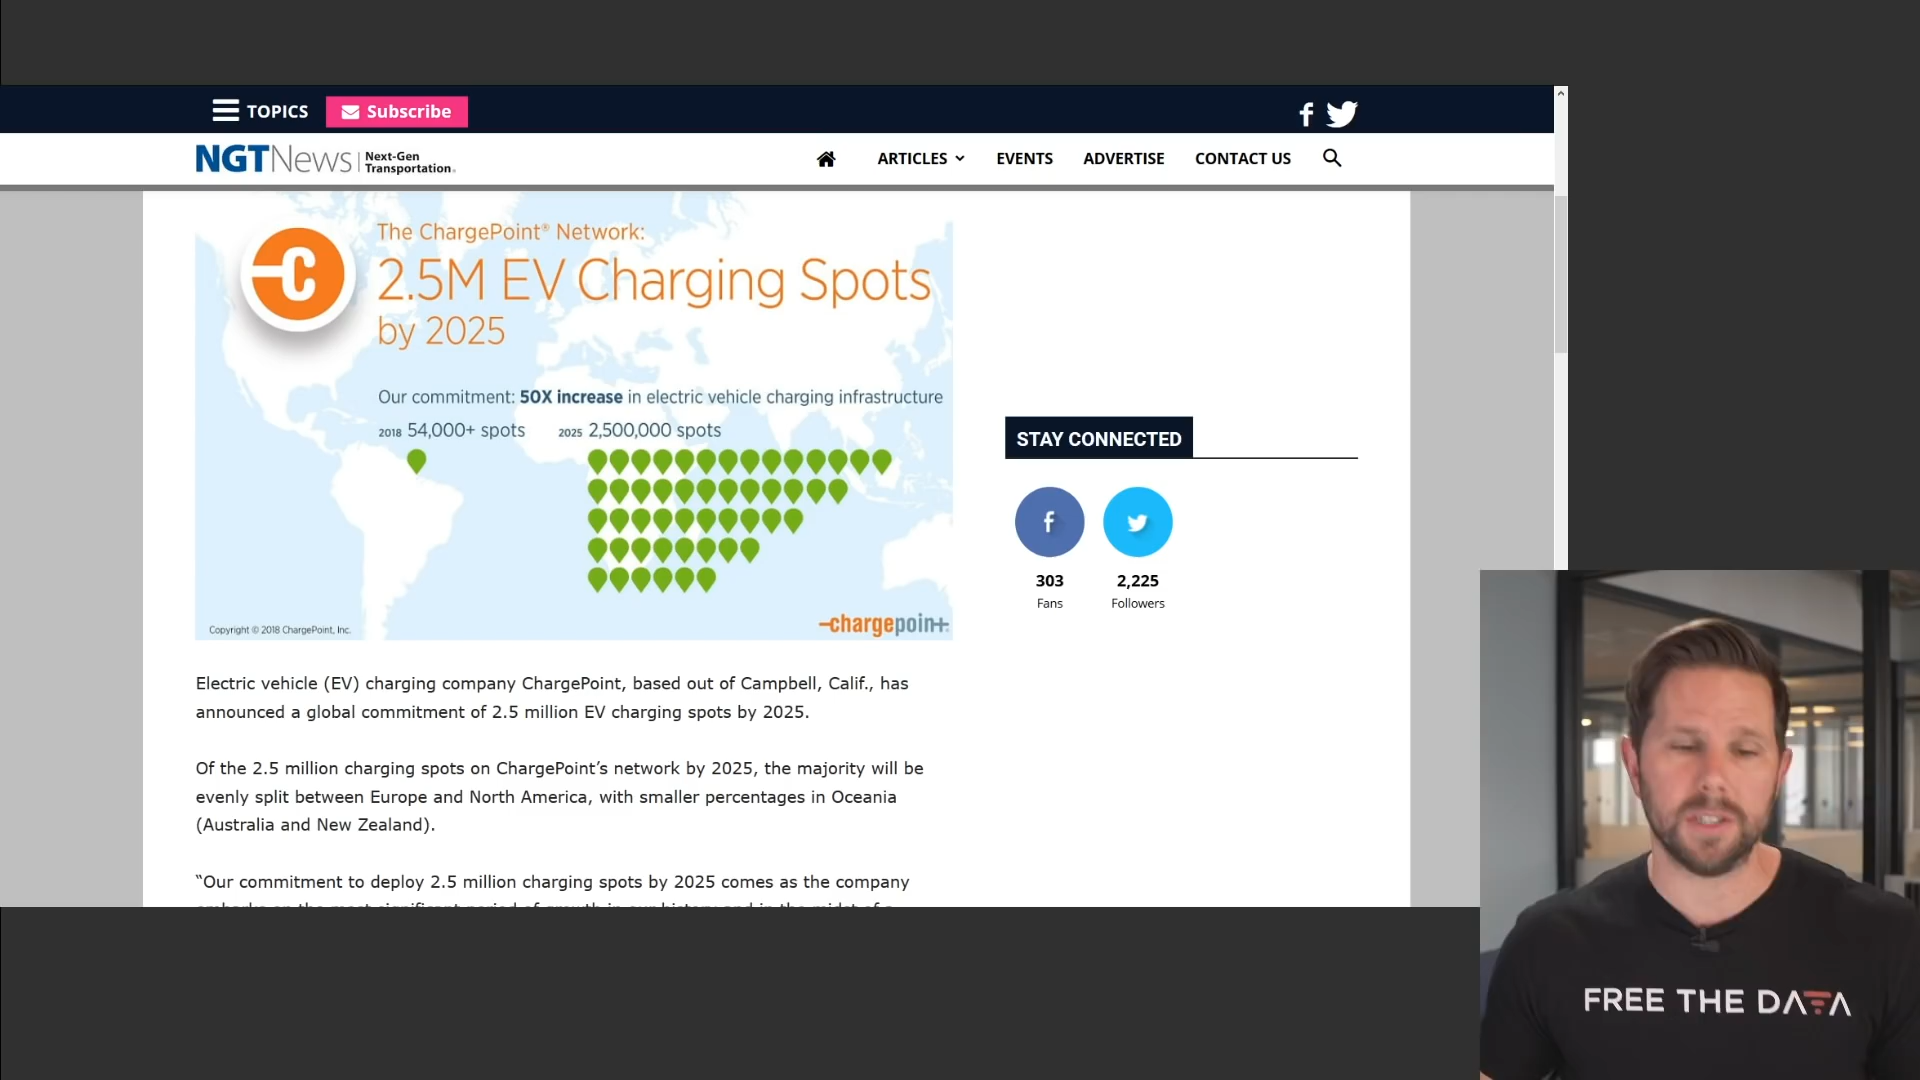 TOPICS
Subscribe
NGTNews | Next-Gen Transportation.
ARTICLES
EVENTS
ADVERTISE
CONTACT US
The ChargePoint® Network:
2.5M EV Charging Spots
by 2025
Our commitment: 50X increase in electric vehicle charging infrastructure
2018 54,000+ spots
2025 2,500,000 spots
Copyright © 2018 ChargePoint, Inc.
chargepoin+.
STAY CONNECTED
303
Fans
2,225
Followers
Electric vehicle (EV) charging company ChargePoint, based out of Campbell, Calif., has
announced a global commitment of 2.5 million EV charging spots by 2025.
Of the 2.5 million charging spots on ChargePoint’s network by 2025, the majority will be
evenly split between Europe and North America, with smaller percentages in Oceania
(Australia and New Zealand).
“Our commitment to deploy 2.5 million charging spots by 2025 comes as the company
FREE THE DATA